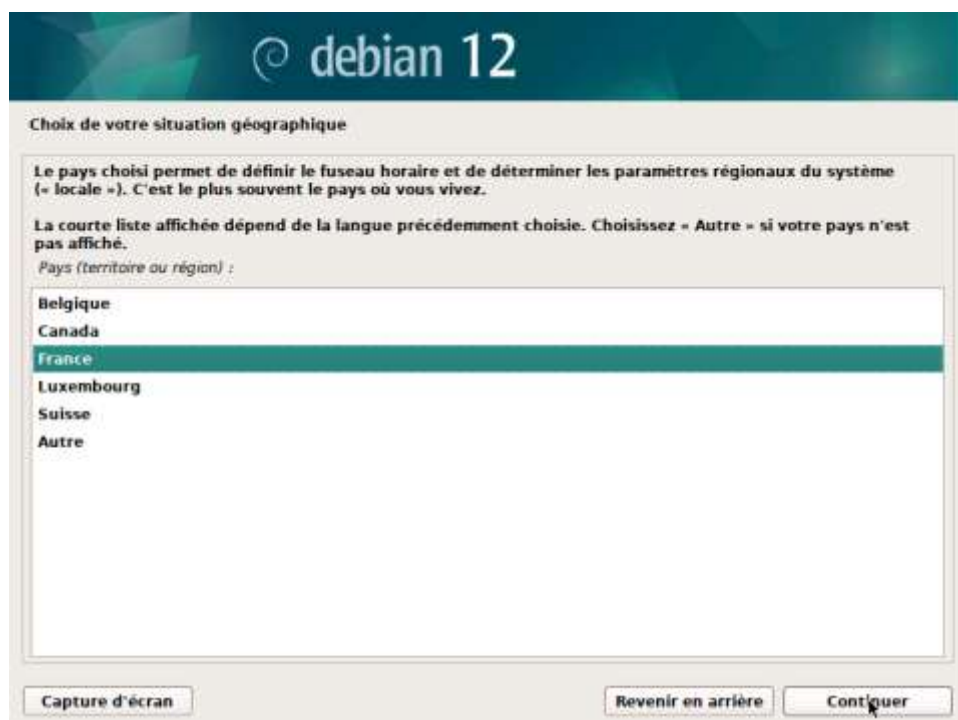 debian 12
Choix de votre situation géographique
Le pays choisi permet de définir le fuseau horaire et de déterminer les paramètres régionaux du système
(« locale »). C'est le plus souvent le pays où vous vivez.
La courte liste affichée dépend de la langue précédemment choisie. Choisissez « Autre » si votre pays n'est
pas affiché.
Pays (territoire ou région) :
Belgique
Canada
France
Luxembourg
Suisse
Autre
Capture d'écran
Revenir en arrière
Continuer